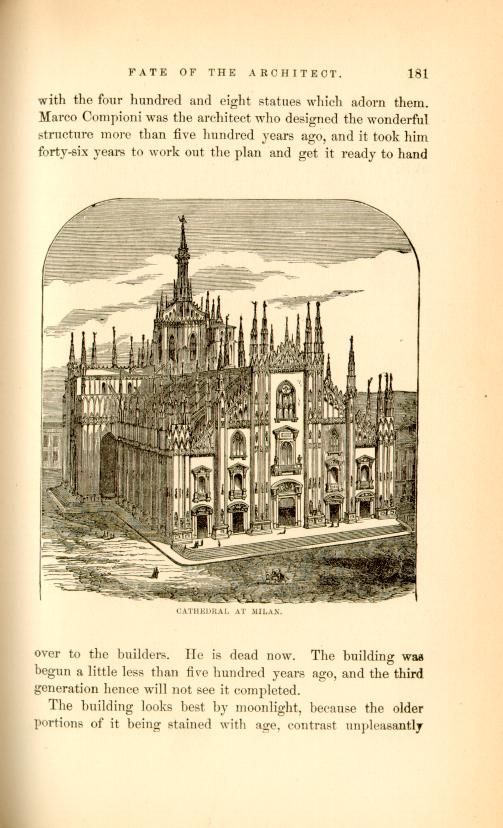 FATE OF THE ARCHITECT. 181
with the four hundred and eight statues which adorn them.
Marco Compioni was the architect who designed the wonderful
structure more than five hundred years ago, and it took him
forty-six years to work out the plan and get it ready to hand
CATHEDRAL AT MILAN.
over to the builders. He is dead now. The building was
begun a little less than five hundred years ago, and the third
generation hence will not see it completed.
The building looks best by moonlight, because the older
portions of it being stained with age, contrast unpleasantly